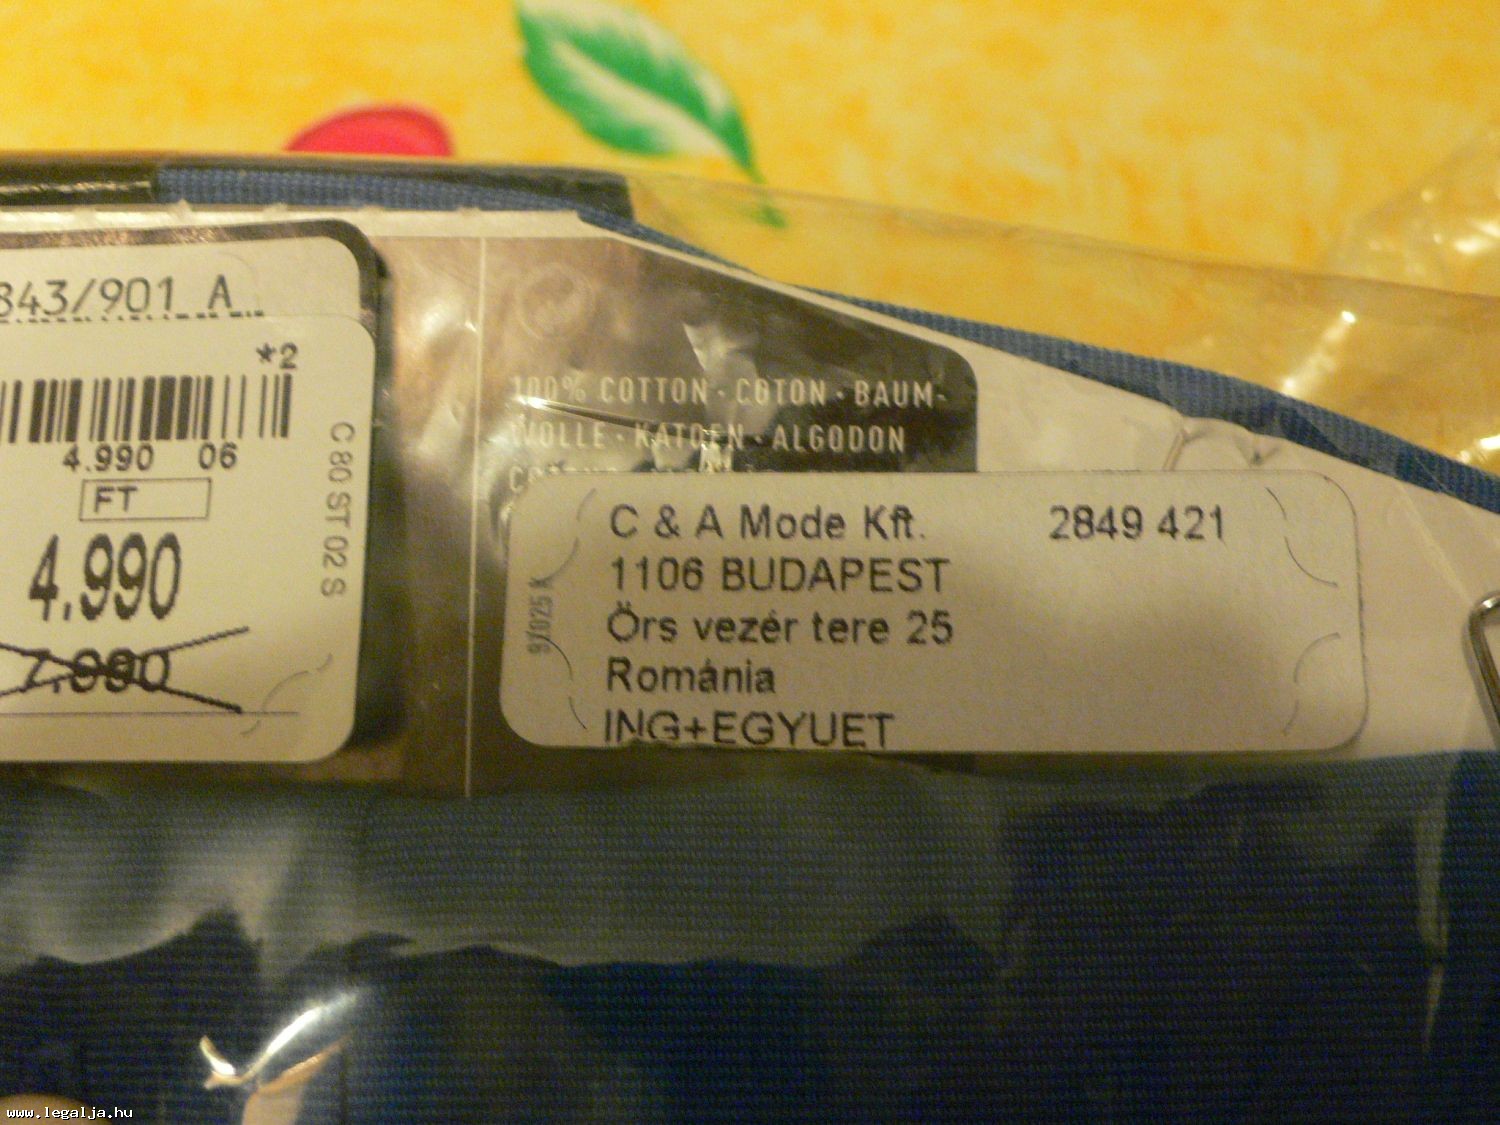 843/901 A
*2
4.990 06
FT
4.990
7.990
C 80 ST 02 S
100% COTTON · COTON · BAUM-
WOLLE · KATOEN · ALGODON
C & A Mode Kft. 2849 421
1106 BUDAPEST
Örs vezér tere 25
Románia
ING+EGYUET
www.legalja.hu